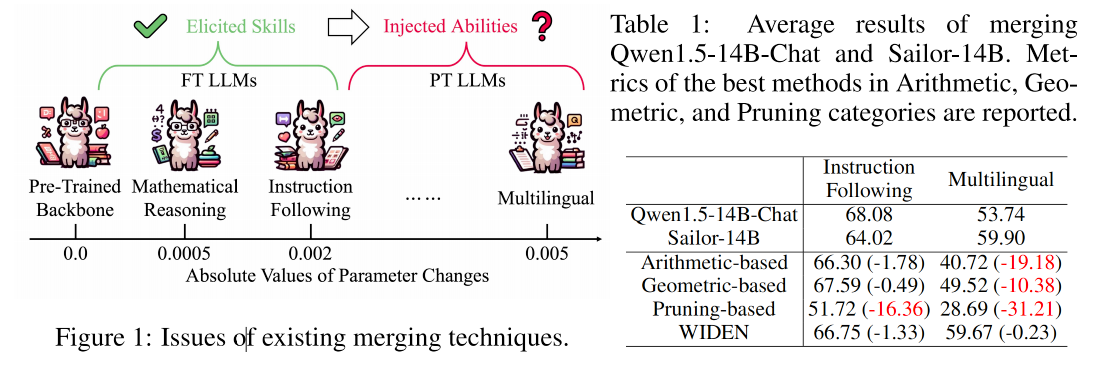 Elicited Skills
Injected Abilities
FT LLMs
PT LLMs
Pre-Trained
Backbone
Mathematical
Reasoning
Instruction
Following
……
Multilingual
0.0
0.0005
0.002
0.005
Absolute Values of Parameter Changes
Figure 1: Issues of existing merging techniques.
Table 1: Average results of merging
Qwen1.5-14B-Chat and Sailor-14B. Met-
rics of the best methods in Arithmetic, Geo-
metric, and Pruning categories are reported.
Instruction
Following
Multilingual
Qwen1.5-14B-Chat 68.08 53.74
Sailor-14B 64.02 59.90
Arithmetic-based 66.30 (-1.78) 40.72 (-19.18)
Geometric-based 67.59 (-0.49) 49.52 (-10.38)
Pruning-based 51.72 (-16.36) 28.69 (-31.21)
WIDEN 66.75 (-1.33) 59.67 (-0.23)